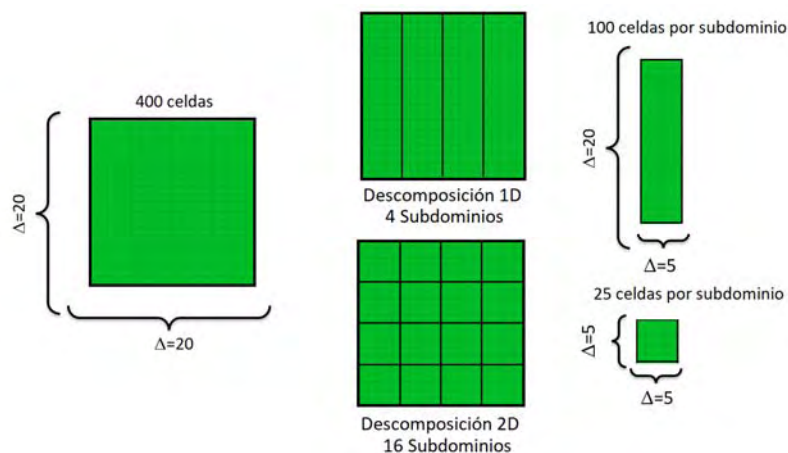 400 celdas
Δ=20
Δ=20
Descomposición 1D
4 Subdominios
Descomposición 2D
16 Subdominios
100 celdas por subdominio
Δ=20
Δ=5
25 celdas por subdominio
Δ=5
Δ=5